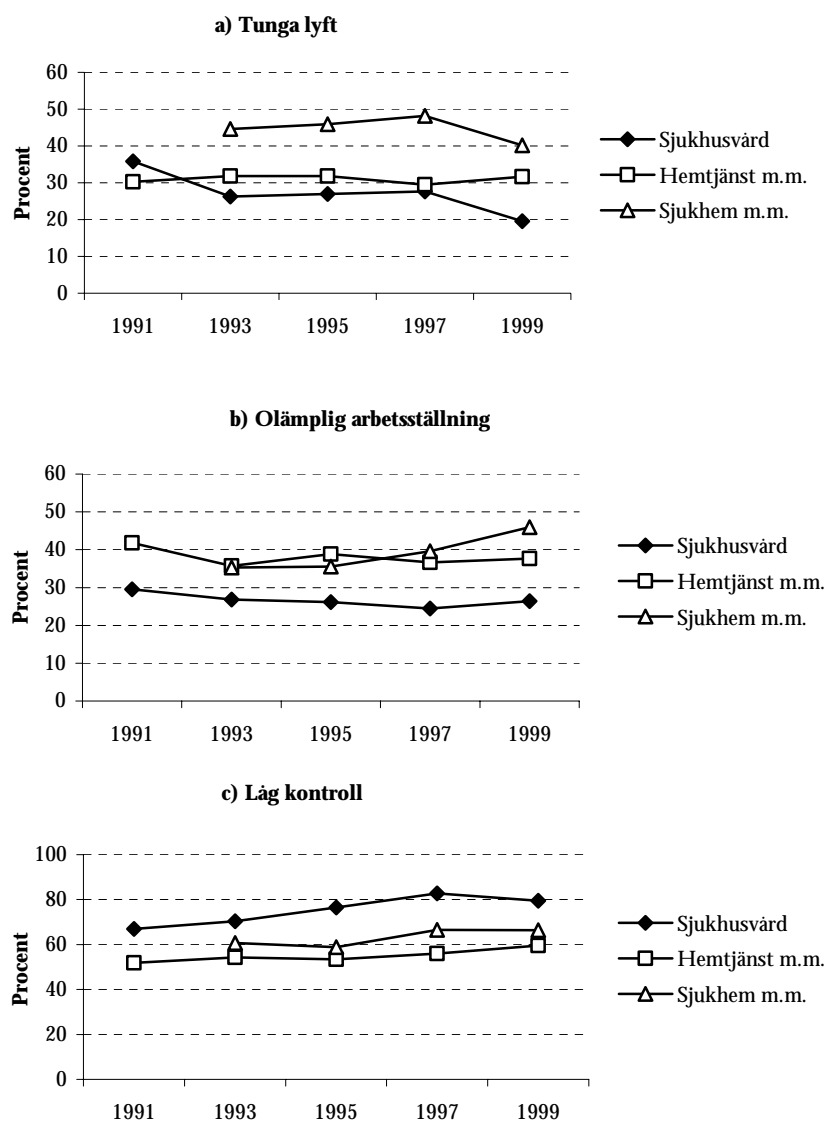 a) Tunga lyft
60
50
40
30
20
10
0
Procent
1991 1993 1995 1997 1999
Sjukhusvård
Hemtjänst m.m.
Sjukhem m.m.
b) Olämplig arbetsställning
60
50
40
30
20
10
0
Procent
1991 1993 1995 1997 1999
Sjukhusvård
Hemtjänst m.m.
Sjukhem m.m.
c) Låg kontroll
100
80
60
40
20
0
Procent
1991 1993 1995 1997 1999
Sjukhusvård
Hemtjänst m.m.
Sjukhem m.m.